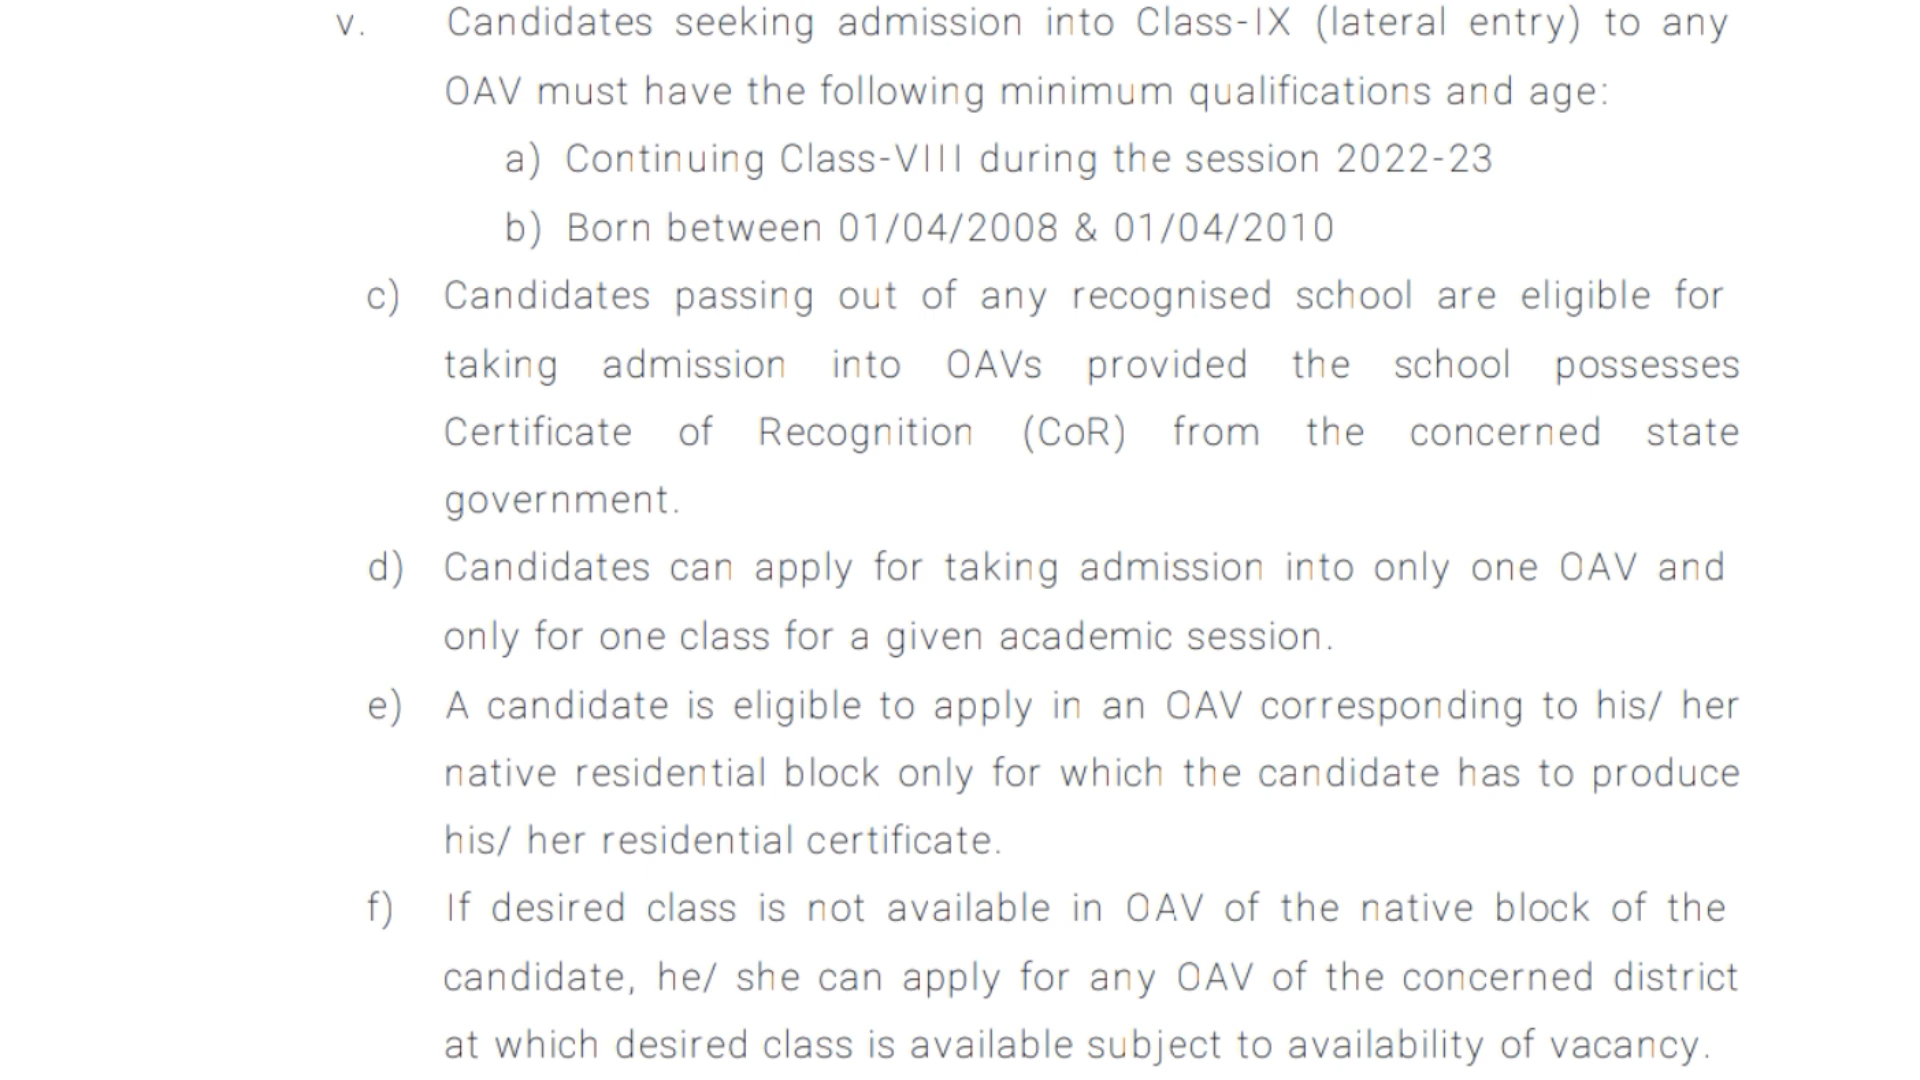 v. Candidates seeking admission into Class-IX (lateral entry) to any
OAV must have the following minimum qualifications and age:
a) Continuing Class-VIII during the session 2022-23
b) Born between 01/04/2008 & 01/04/2010
c) Candidates passing out of any recognised school are eligible for
taking admission into OAVs provided the school possesses
Certificate of Recognition (CoR) from the concerned state
government.
d) Candidates can apply for taking admission into only one OAV and
only for one class for a given academic session.
e) A candidate is eligible to apply in an OAV corresponding to his/ her
native residential block only for which the candidate has to produce
his/ her residential certificate.
f) If desired class is not available in OAV of the native block of the
candidate, he/ she can apply for any OAV of the concerned district
at which desired class is available subject to availability of vacancy.